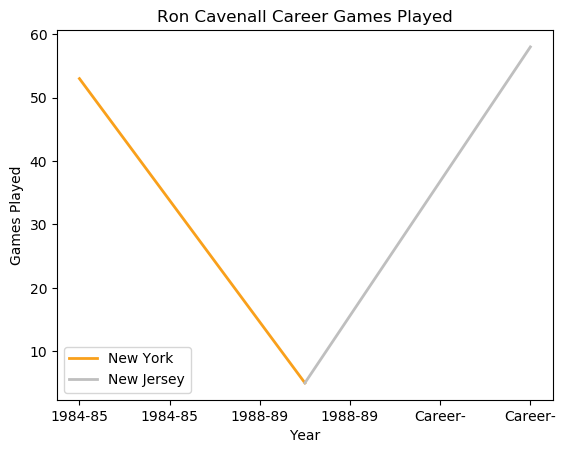 Ron Cavenall Career Games Played
60
50
40
30
20
10
Games Played
New York
New Jersey
1984-85 1984-85 1988-89 1988-89 Career- Career-
Year